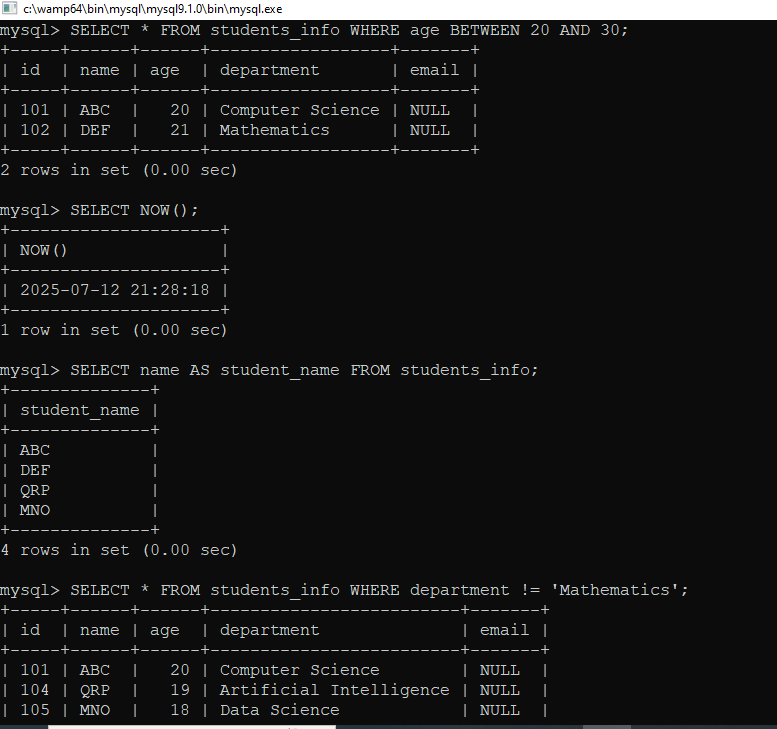 c:\wamp64\bin\mysql\mysql9.1.0\bin\mysql.exe
mysql> SELECT * FROM students_info WHERE age BETWEEN 20 AND 30;
+-----+------+------+------------------+-------+
| id  | name | age  | department       | email |
+-----+------+------+------------------+-------+
| 101 | ABC  |   20 | Computer Science | NULL  |
| 102 | DEF  |   21 | Mathematics      | NULL  |
+-----+------+------+------------------+-------+
2 rows in set (0.00 sec)
mysql> SELECT NOW();
+---------------------+
| NOW()               |
+---------------------+
| 2025-07-12 21:28:18 |
+---------------------+
1 row in set (0.00 sec)
mysql> SELECT name AS student_name FROM students_info;
+--------------+
| student_name |
+--------------+
| ABC          |
| DEF          |
| QRP          |
| MNO          |
+--------------+
4 rows in set (0.00 sec)
mysql> SELECT * FROM students_info WHERE department != 'Mathematics';
+-----+------+------+-------------------------+-------+
| id  | name | age  | department              | email |
+-----+------+------+-------------------------+-------+
| 101 | ABC  |   20 | Computer Science        | NULL  |
| 104 | QRP  |   19 | Artificial Intelligence | NULL  |
| 105 | MNO  |   18 | Data Science            | NULL  |